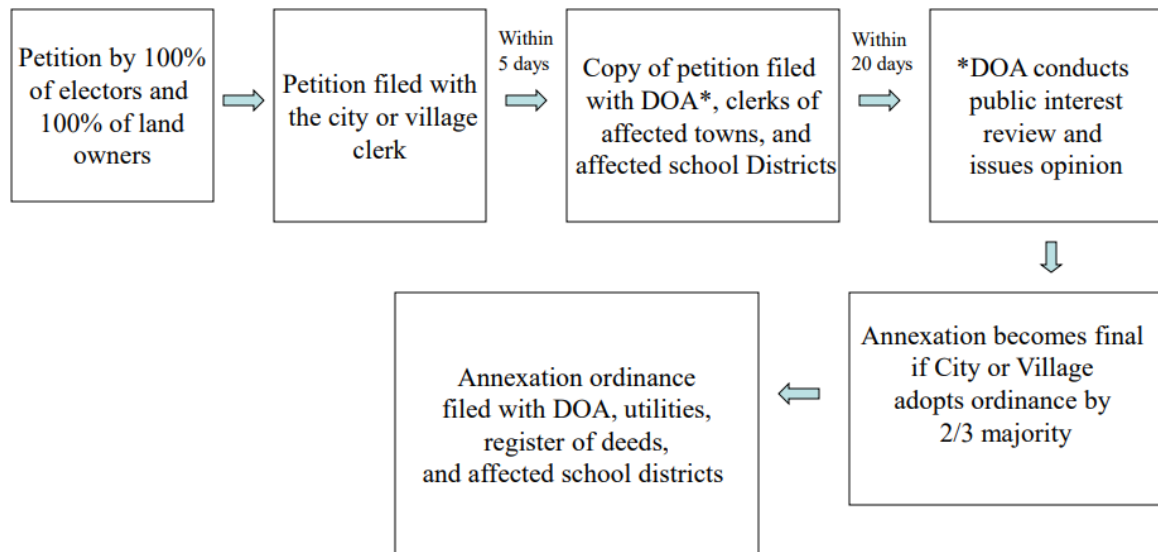 Petition by 100%
of electors and
100% of land
owners
Petition filed with
the city or village
clerk
Within
5 days
Copy of petition filed
with DOA*, clerks of
affected towns, and
affected school Districts
Within
20 days
*DOA conducts
public interest
review and
issues opinion
Annexation becomes final
if City or Village
adopts ordinance by
2/3 majority
Annexation ordinance
filed with DOA, utilities,
register of deeds,
and affected school districts